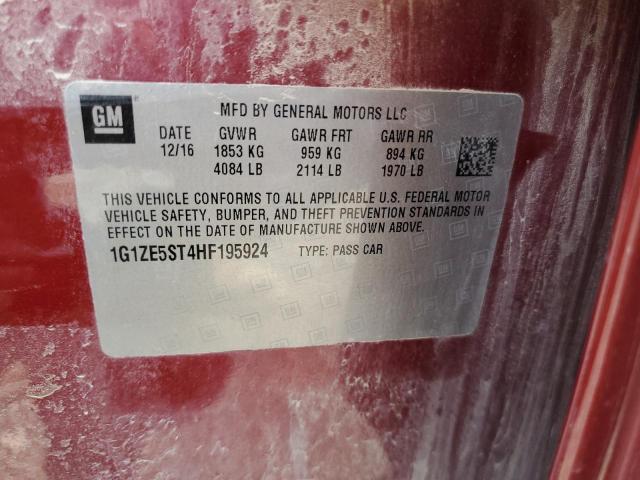 GM
MFD BY GENERAL MOTORS LLC
DATE GVWR GAWR FRT GAWR RR
12/16 1853 KG 959 KG 894 KG
4084 LB 2114 LB 1970 LB
THIS VEHICLE CONFORMS TO ALL APPLICABLE U.S. FEDERAL MOTOR
VEHICLE SAFETY, BUMPER, AND THEFT PREVENTION STANDARDS IN
EFFECT ON THE DATE OF MANUFACTURE SHOWN ABOVE.
1G1ZE5ST4HF195924 TYPE: PASS CAR